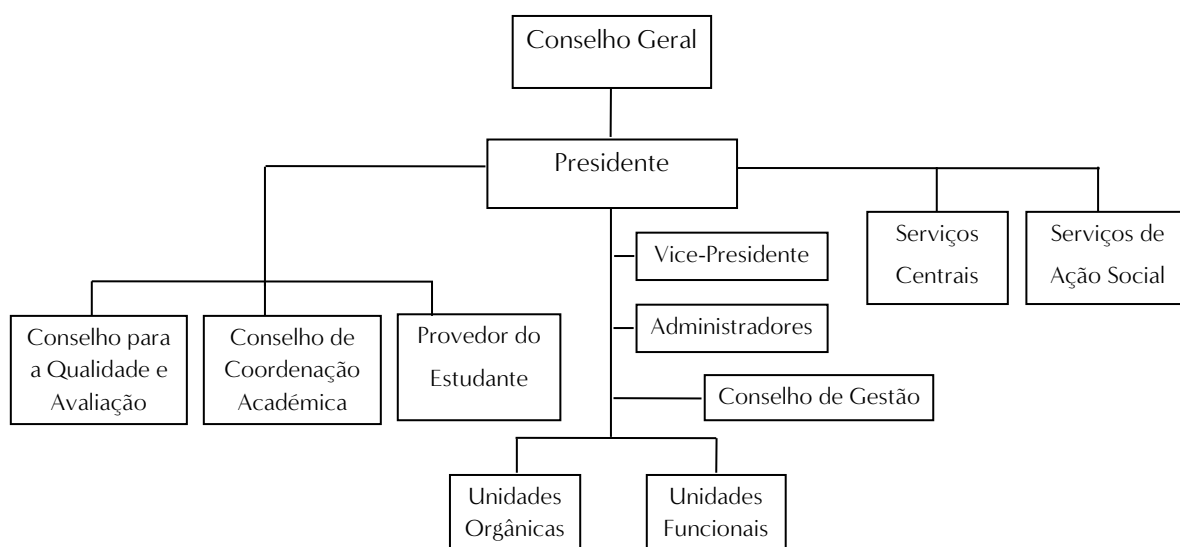 Conselho Geral
Presidente
Vice-Presidente
Administradores
Conselho de Gestão
Serviços
Centrais
Serviços de
Ação Social
Conselho para
a Qualidade e
Avaliação
Conselho de
Coordenação
Académica
Provedor do
Estudante
Unidades
Orgânicas
Unidades
Funcionais